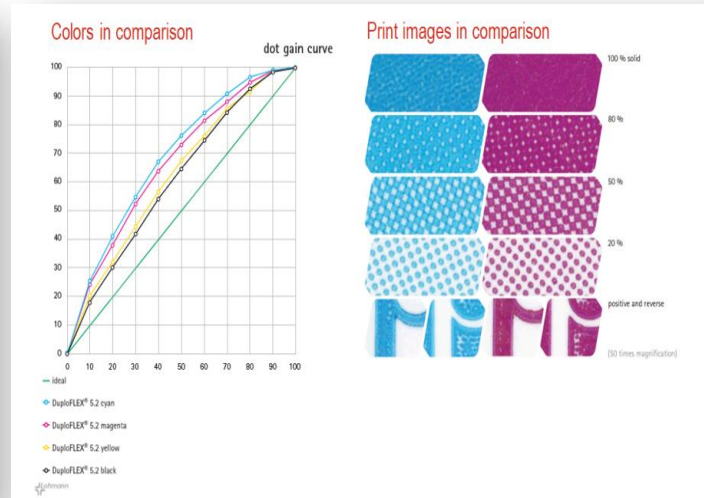 Colors in comparison
dot gain curve
100
90
80
70
60
50
40
30
20
10
0
0 10 20 30 40 50 60 70 80 90 100
ideal
DuploFLEX® 5.2 cyan
DuploFLEX® 5.2 magenta
DuploFLEX® 5.2 yellow
DuploFLEX® 5.2 black
Lohmann
Print images in comparison
100 % solid
80 %
50 %
20 %
positive and reverse
(50 times magnification)